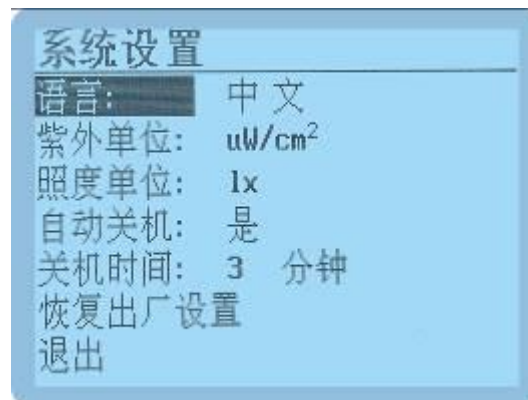 系统设置
语言: 中文
紫外单位: uW/cm²
照度单位: lx
自动关机: 是
关机时间: 3 分钟
恢复出厂设置
退出